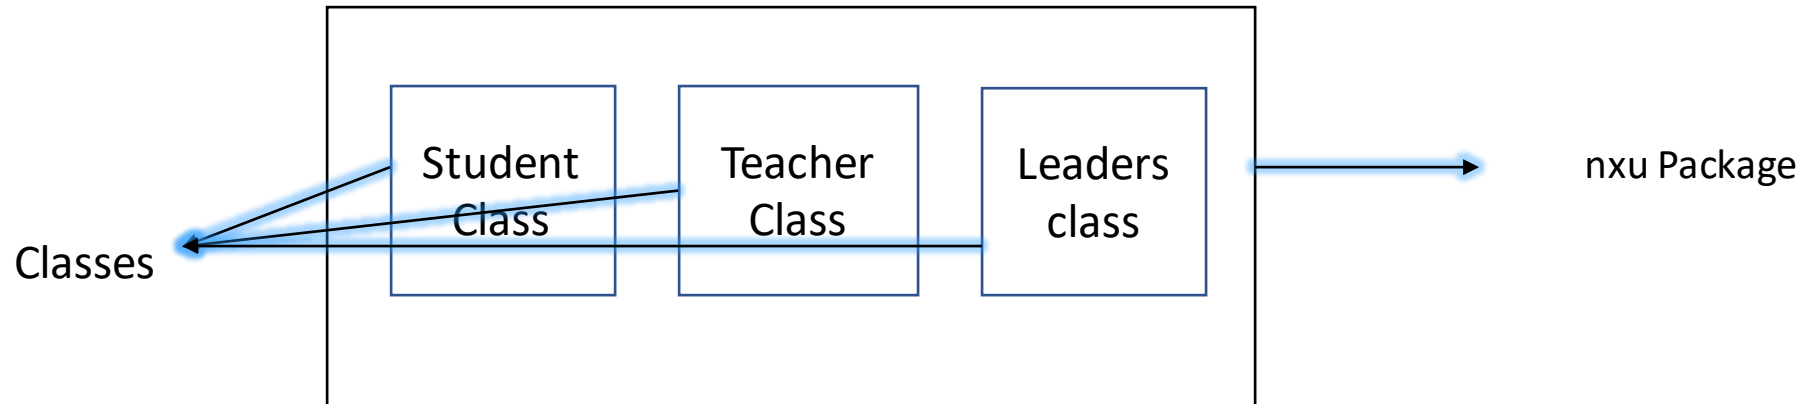 Student
Class
Teacher
Class
Leaders
class
nxu Package
Classes